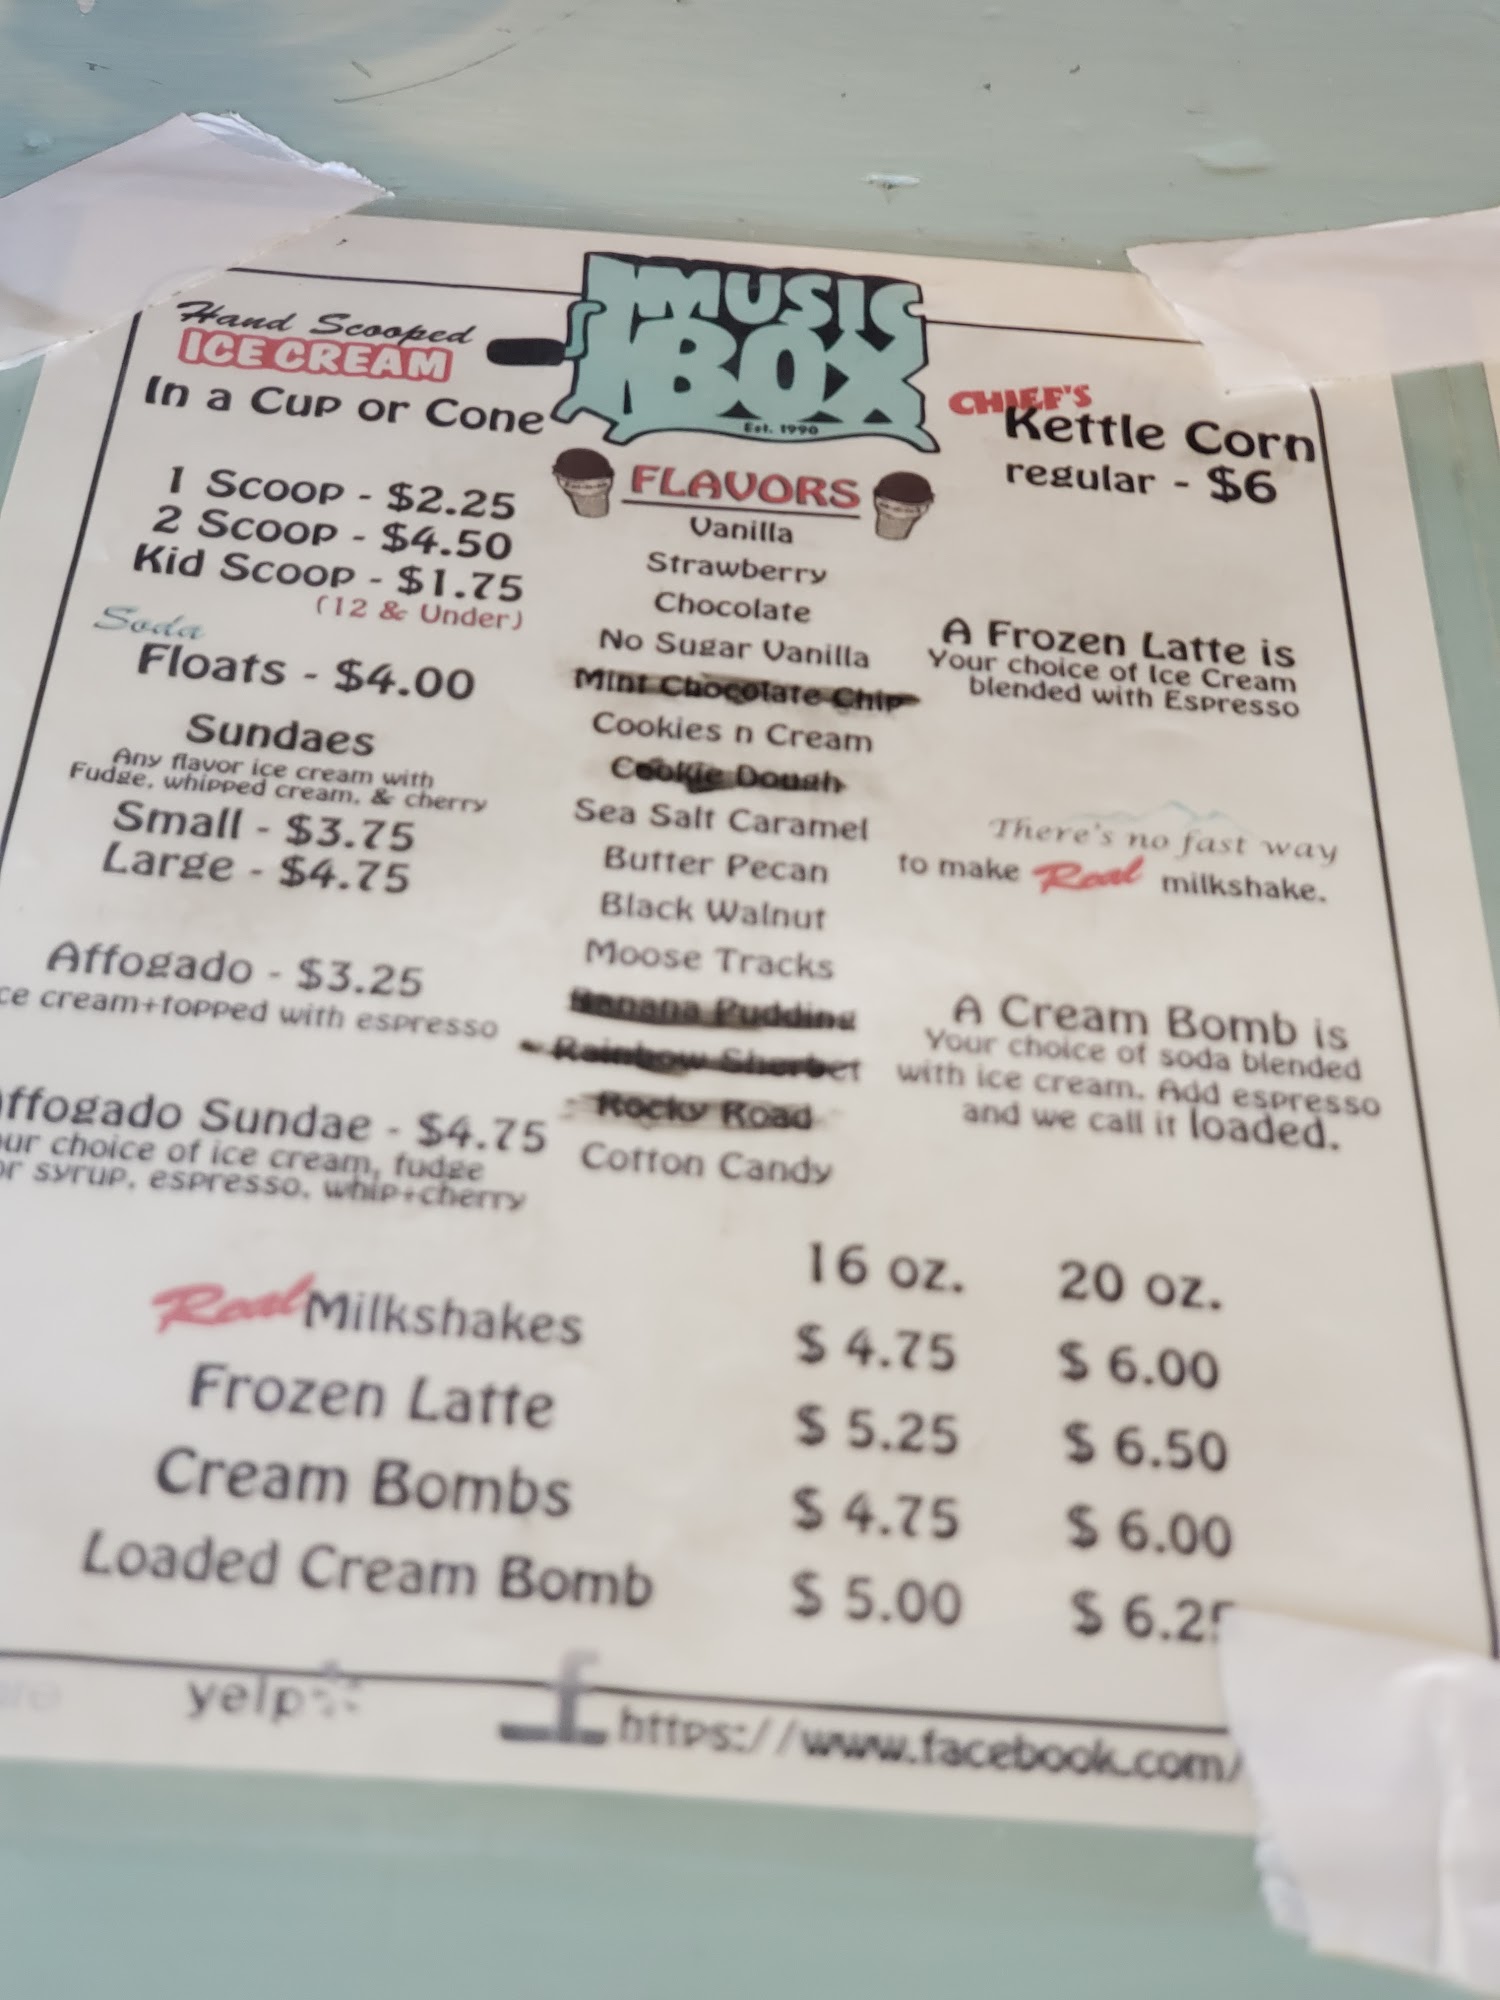 MUSIC
BOX
Est. 1990
Hand Scooped
ICE CREAM
In a Cup or Cone
1 Scoop - $2.25
2 Scoop - $4.50
Kid Scoop - $1.75
(12 & Under)
Soda
Floats - $4.00
Sundaes
Any flavor ice cream with
Fudge, whipped cream, & cherry
Small - $3.75
Large - $4.75
Affogado - $3.25
ce cream+topped with espresso
ffogado Sundae - $4.75
ur choice of ice cream, fudge
or syrup, espresso, whip+cherry
FLAVORS
Vanilla
Strawberry
Chocolate
No Sugar Vanilla
Mint Chocolate Chip
Cookies n Cream
Cookie Dough
Sea Salt Caramel
Butter Pecan
Black Walnut
Moose Tracks
Banana Pudding
Rainbow Sherbet
Rocky Road
Cotton Candy
CHIEF'S
Kettle Corn
regular - $6
A Frozen Latte is
Your choice of Ice Cream
blended with Espresso
There's no fast way
to make Real milkshake.
A Cream Bomb is
Your choice of soda blended
with ice cream. Add espresso
and we call it loaded.
16 oz. 20 oz.
Real Milkshakes $ 4.75 $ 6.00
Frozen Latte $ 5.25 $ 6.50
Cream Bombs $ 4.75 $ 6.00
Loaded Cream Bomb $ 5.00 $ 6.25
yelp f https://www.facebook.com/